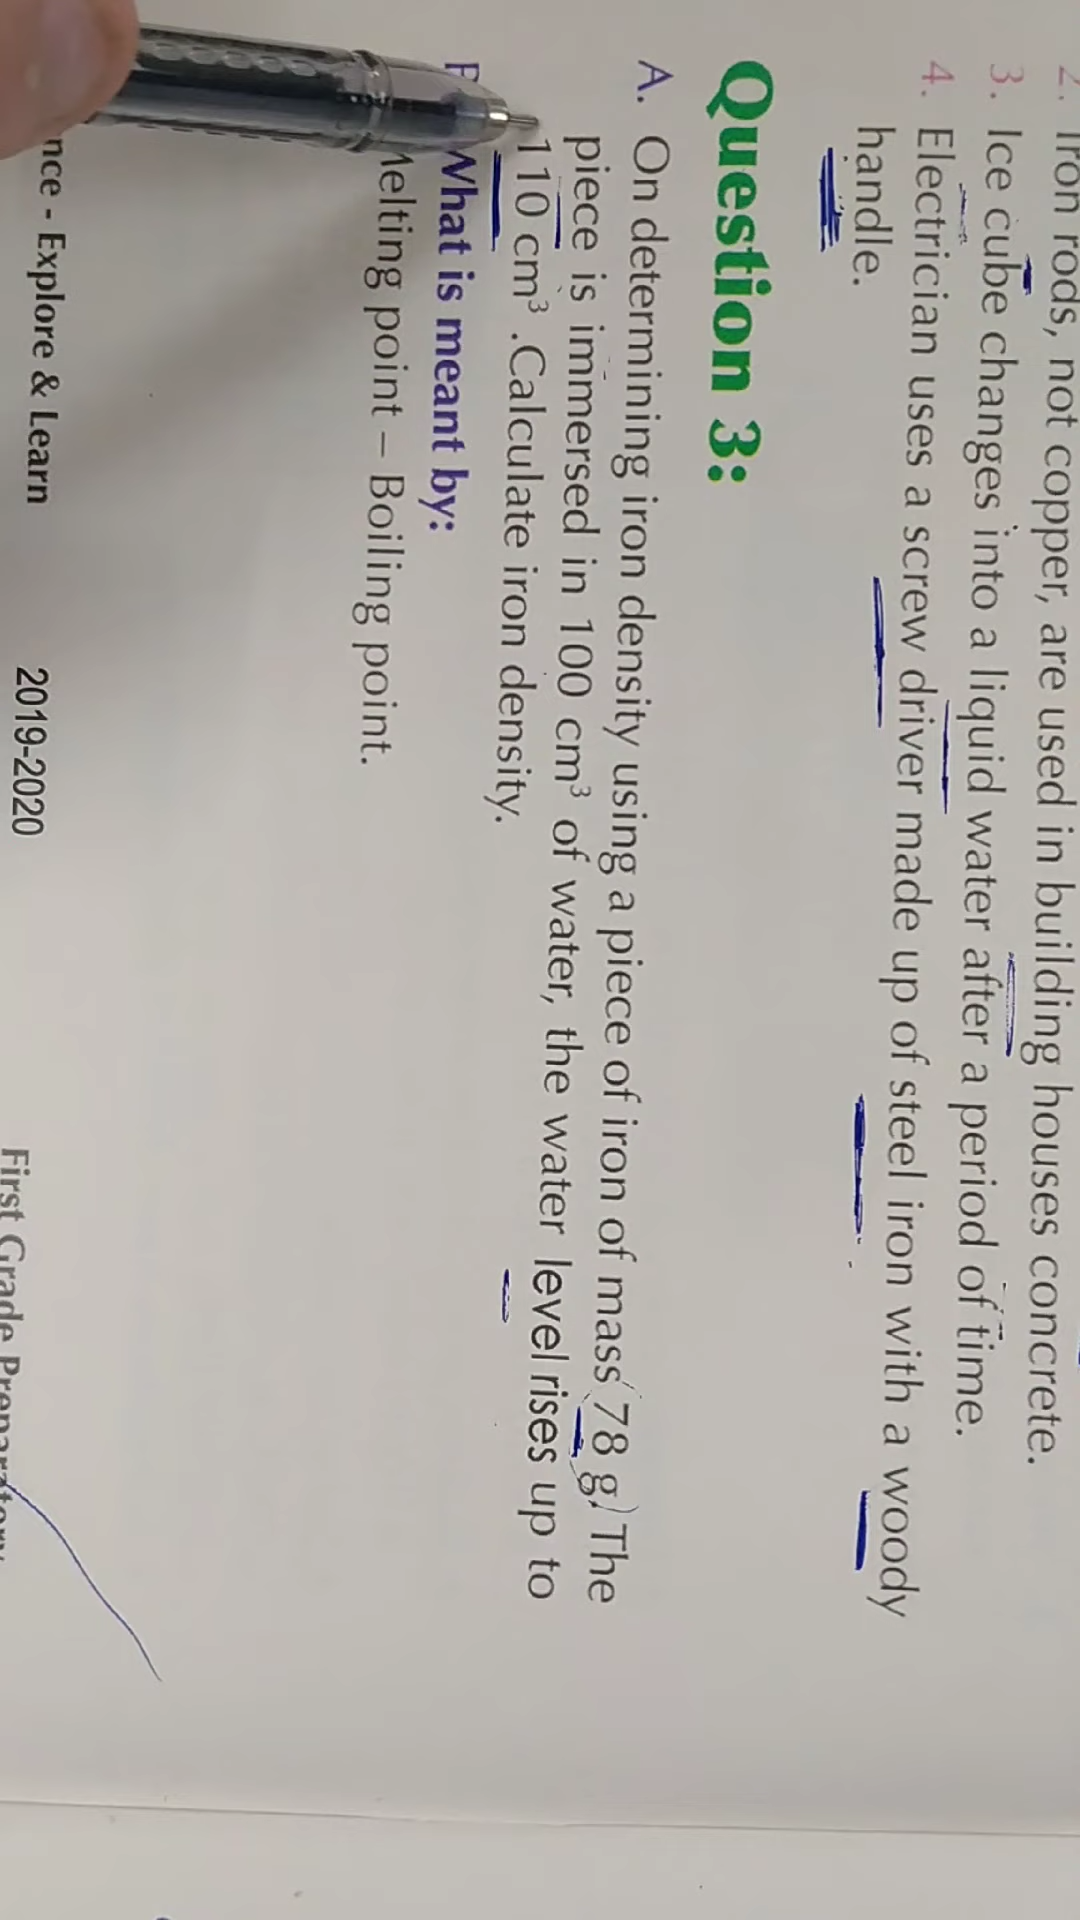 2. Iron rods, not copper, are used in building houses concrete.
3. Ice cube changes into a liquid water after a period of time.
4. Electrician uses a screw driver made up of steel iron with a woody
handle.
Question 3:
A. On determining iron density using a piece of iron of mass 78 g. The
piece is immersed in 100 cm³ of water, the water level rises up to
110 cm³ .Calculate iron density.
What is meant by:
Melting point – Boiling point.
nce - Explore & Learn 2019-2020 First Grade Preparatory